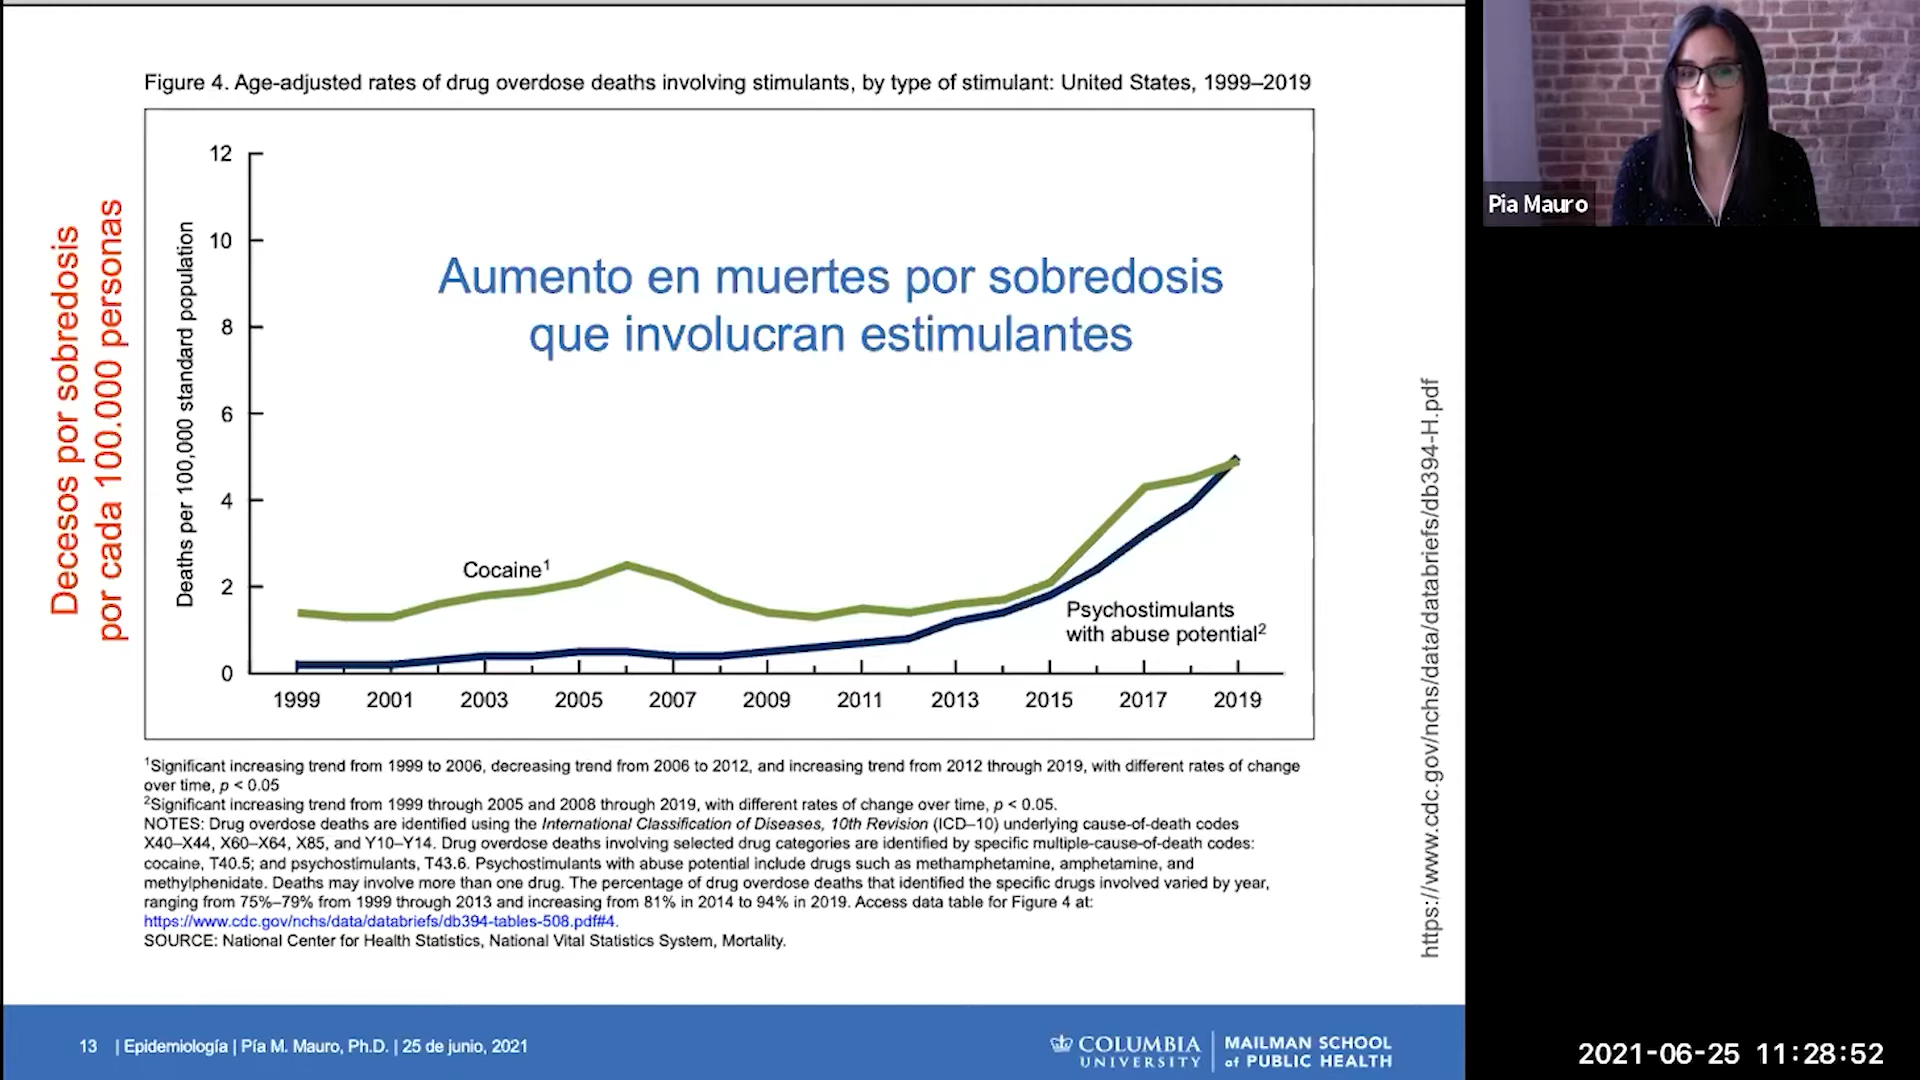 Figure 4. Age-adjusted rates of drug overdose deaths involving stimulants, by type of stimulant: United States, 1999–2019
Decesos por sobredosis
por cada 100.000 personas
Deaths per 100,000 standard population
12
10
8
6
4
2
0
Aumento en muertes por sobredosis
que involucran estimulantes
Cocaine¹
Psychostimulants
with abuse potential²
1999 2001 2003 2005 2007 2009 2011 2013 2015 2017 2019
¹Significant increasing trend from 1999 to 2006, decreasing trend from 2006 to 2012, and increasing trend from 2012 through 2019, with different rates of change
over time, p < 0.05
²Significant increasing trend from 1999 through 2005 and 2008 through 2019, with different rates of change over time, p < 0.05.
NOTES: Drug overdose deaths are identified using the International Classification of Diseases, 10th Revision (ICD–10) underlying cause-of-death codes
X40–X44, X60–X64, X85, and Y10–Y14. Drug overdose deaths involving selected drug categories are identified by specific multiple-cause-of-death codes:
cocaine, T40.5; and psychostimulants, T43.6. Psychostimulants with abuse potential include drugs such as methamphetamine, amphetamine, and
methylphenidate. Deaths may involve more than one drug. The percentage of drug overdose deaths that identified the specific drugs involved varied by year,
ranging from 75%–79% from 1999 through 2013 and increasing from 81% in 2014 to 94% in 2019. Access data table for Figure 4 at:
https://www.cdc.gov/nchs/data/databriefs/db394-tables-508.pdf#4.
SOURCE: National Center for Health Statistics, National Vital Statistics System, Mortality.
https://www.cdc.gov/nchs/data/databriefs/db394-H.pdf
13 | Epidemiología | Pía M. Mauro, Ph.D. | 25 de junio, 2021
COLUMBIA
UNIVERSITY
MAILMAN SCHOOL
of PUBLIC HEALTH
Pia Mauro
2021-06-25 11:28:52